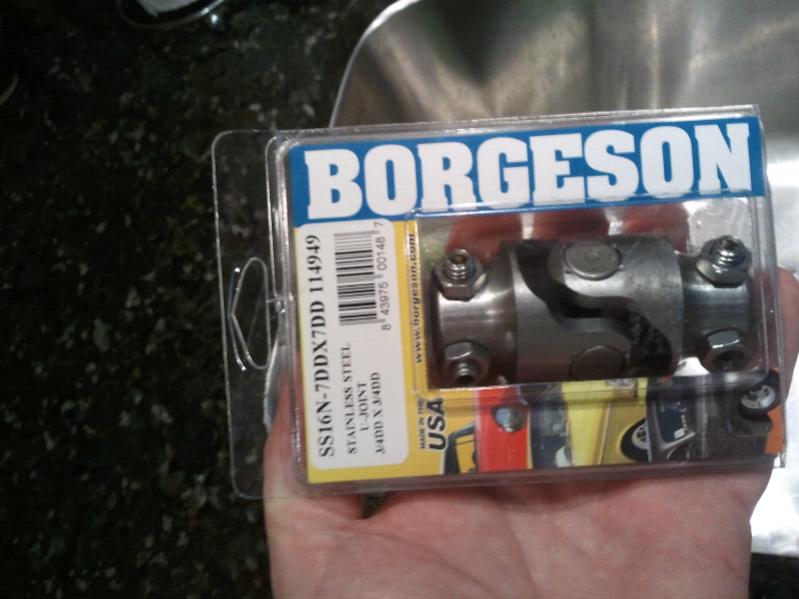 BORGESON
SS16N-7DDX7DD 114949
STAINLESS STEEL
U-JOINT
3/4DD X 3/4DD
8 43975 00148 7
www.borgeson.com
MADE IN THE
USA